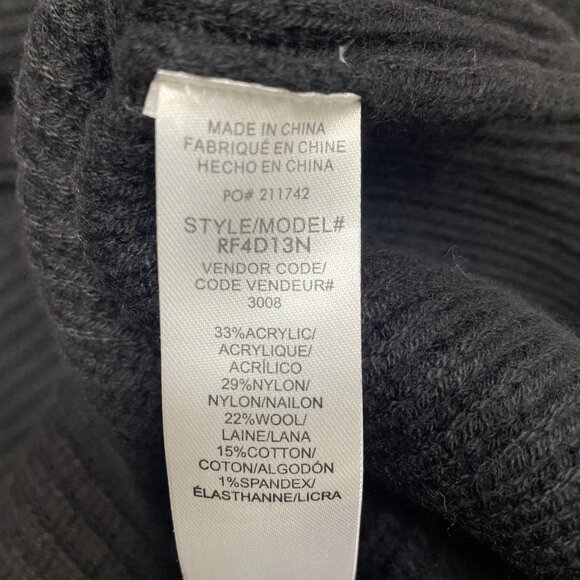 MADE IN CHINA
FABRIQUÉ EN CHINE
HECHO EN CHINA
PO# 211742
STYLE/MODEL#
RF4D13N
VENDOR CODE/
CODE VENDEUR#
3008
33%ACRYLIC/
ACRYLIQUE/
ACRÍLICO
29%NYLON/
NYLON/NAILON
22%WOOL/
LAINE/LANA
15%COTTON/
COTON/ALGODÓN
1%SPANDEX/
ÉLASTHANNE/LICRA